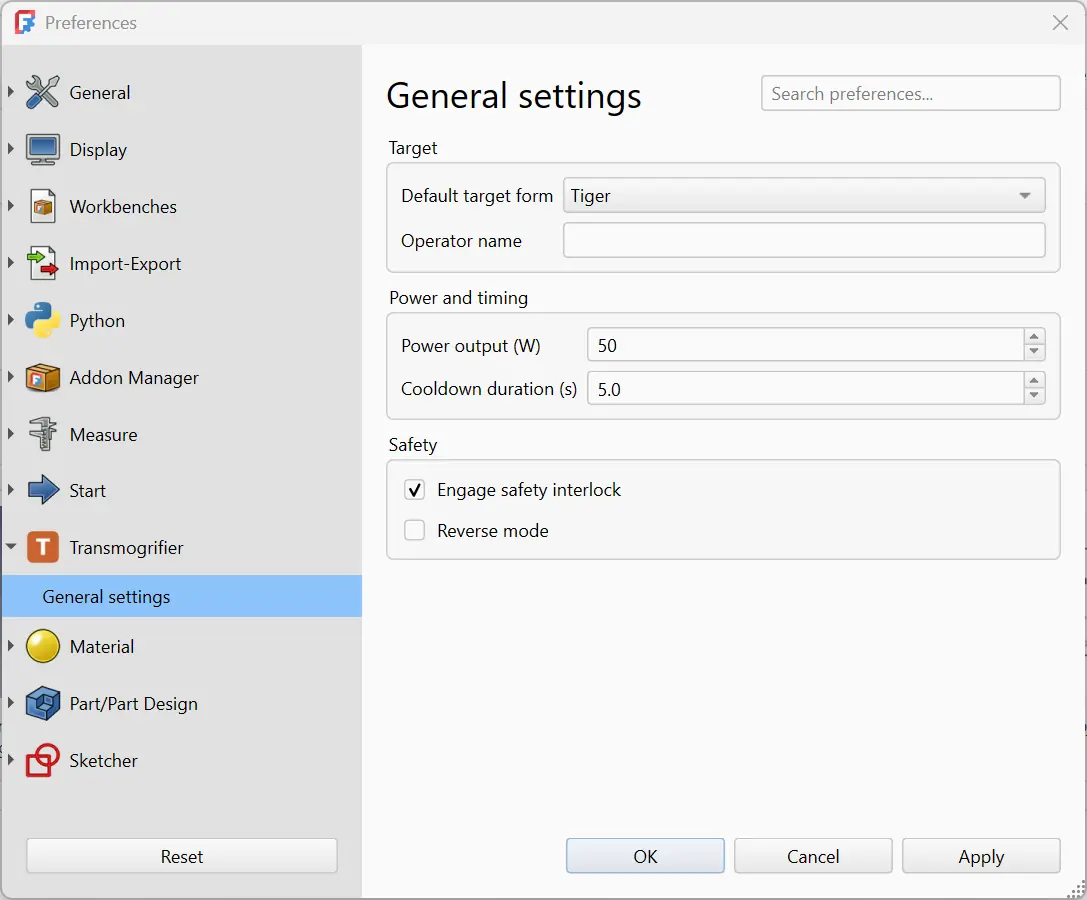 Preferences
General
Display
Workbenches
Import-Export
Python
Addon Manager
Measure
Start
T Transmogrifier
General settings
Material
Part/Part Design
Sketcher
Reset
General settings
Search preferences...
Target
Default target form Tiger
Operator name
Power and timing
Power output (W) 50
Cooldown duration (s) 5.0
Safety
Engage safety interlock
Reverse mode
OK Cancel Apply